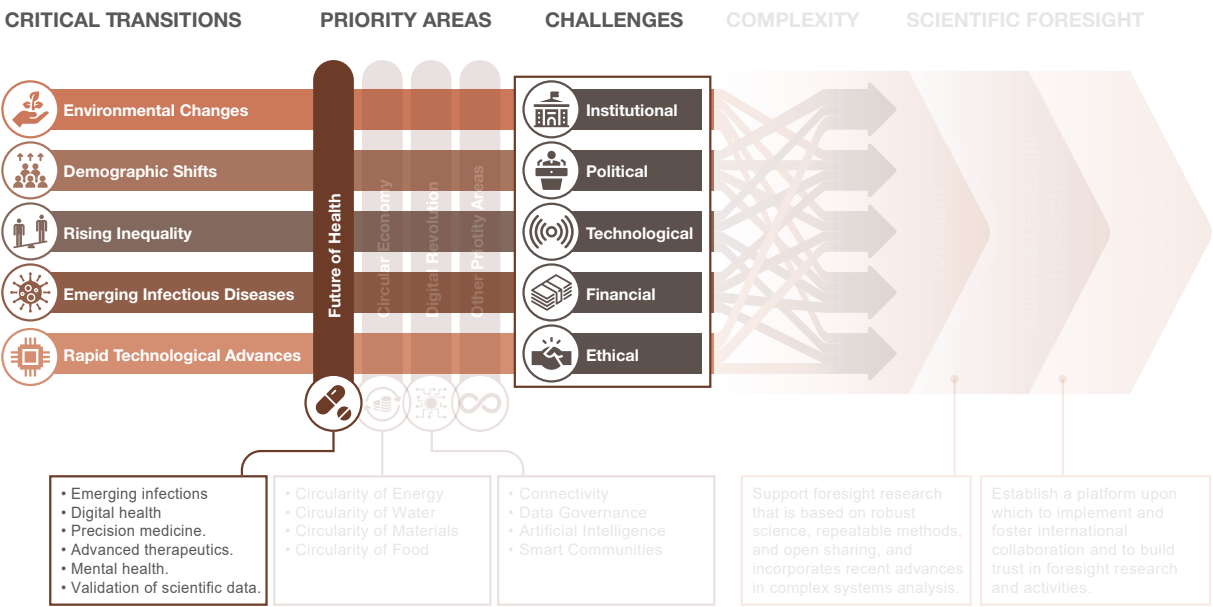 CRITICAL TRANSITIONS
PRIORITY AREAS
CHALLENGES
COMPLEXITY
SCIENTIFIC FORESIGHT
Environmental Changes
Demographic Shifts
Rising Inequality
Emerging Infectious Diseases
Rapid Technological Advances
Future of Health
Circular Economy
Digital Revolution
Other Priotity Areas
Institutional
Political
Technological
Financial
Ethical
• Emerging infections
• Digital health
• Precision medicine.
• Advanced therapeutics.
• Mental health.
• Validation of scientific data.
• Circularity of Energy
• Circularity of Water
• Circularity of Materials
• Circularity of Food
• Connectivity
• Data Governance
• Artificial Intelligence
• Smart Communities
Support foresight research
that is based on robust
science, repeatable methods,
and open sharing, and
incorporates recent advances
in complex systems analysis.
Establish a platform upon
which to implement and
foster international
collaboration and to build
trust in foresight research
and activities.